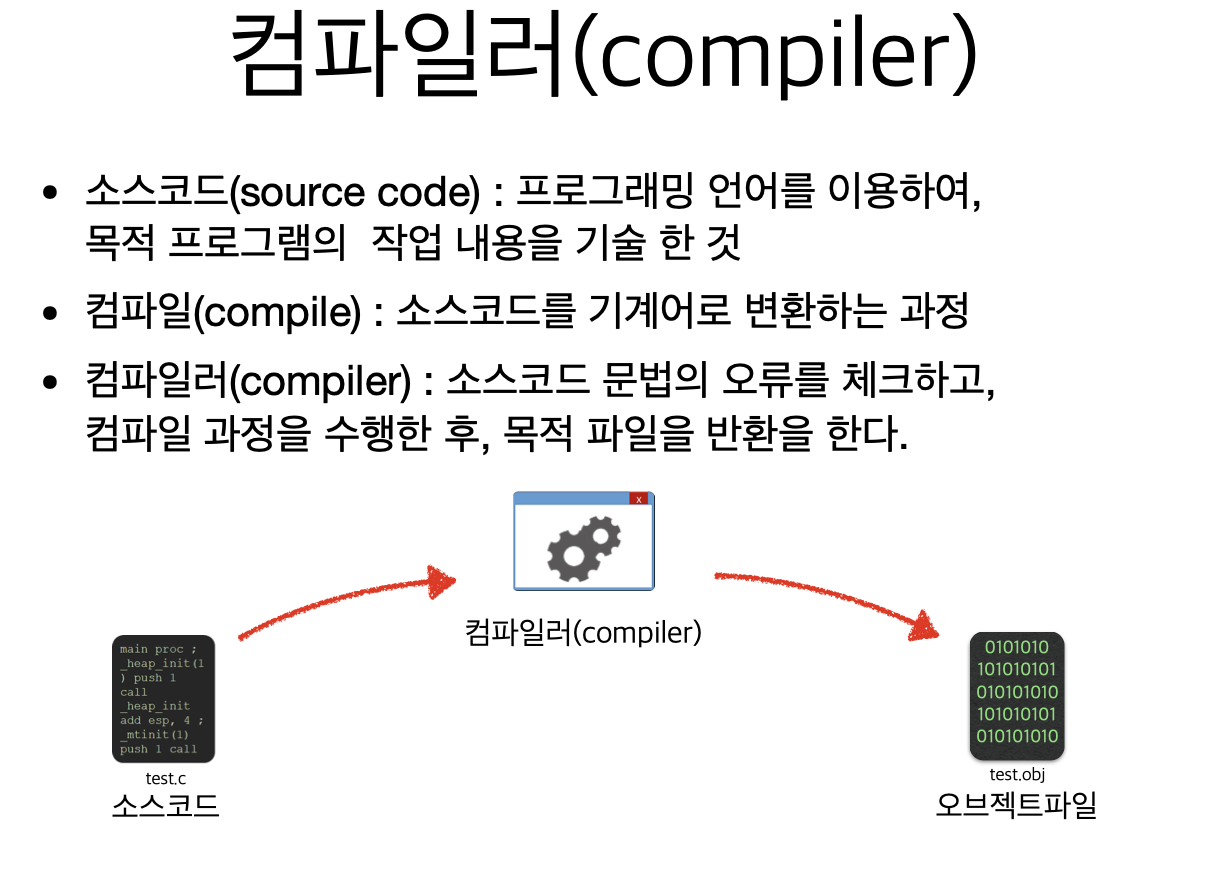 컴파일러(compiler)
• 소스코드(source code) : 프로그래밍 언어를 이용하여,
목적 프로그램의  작업 내용을 기술 한 것
• 컴파일(compile) : 소스코드를 기계어로 변환하는 과정
• 컴파일러(compiler) : 소스코드 문법의 오류를 체크하고,
컴파일 과정을 수행한 후, 목적 파일을 반환을 한다.
x
컴파일러(compiler)
main proc ;
_heap_init(1
) push 1
call
_heap_init
add esp, 4 ;
_mtinit(1)
push 1 call
test.c
소스코드
0101010
101010101
010101010
101010101
010101010
test.obj
오브젝트파일